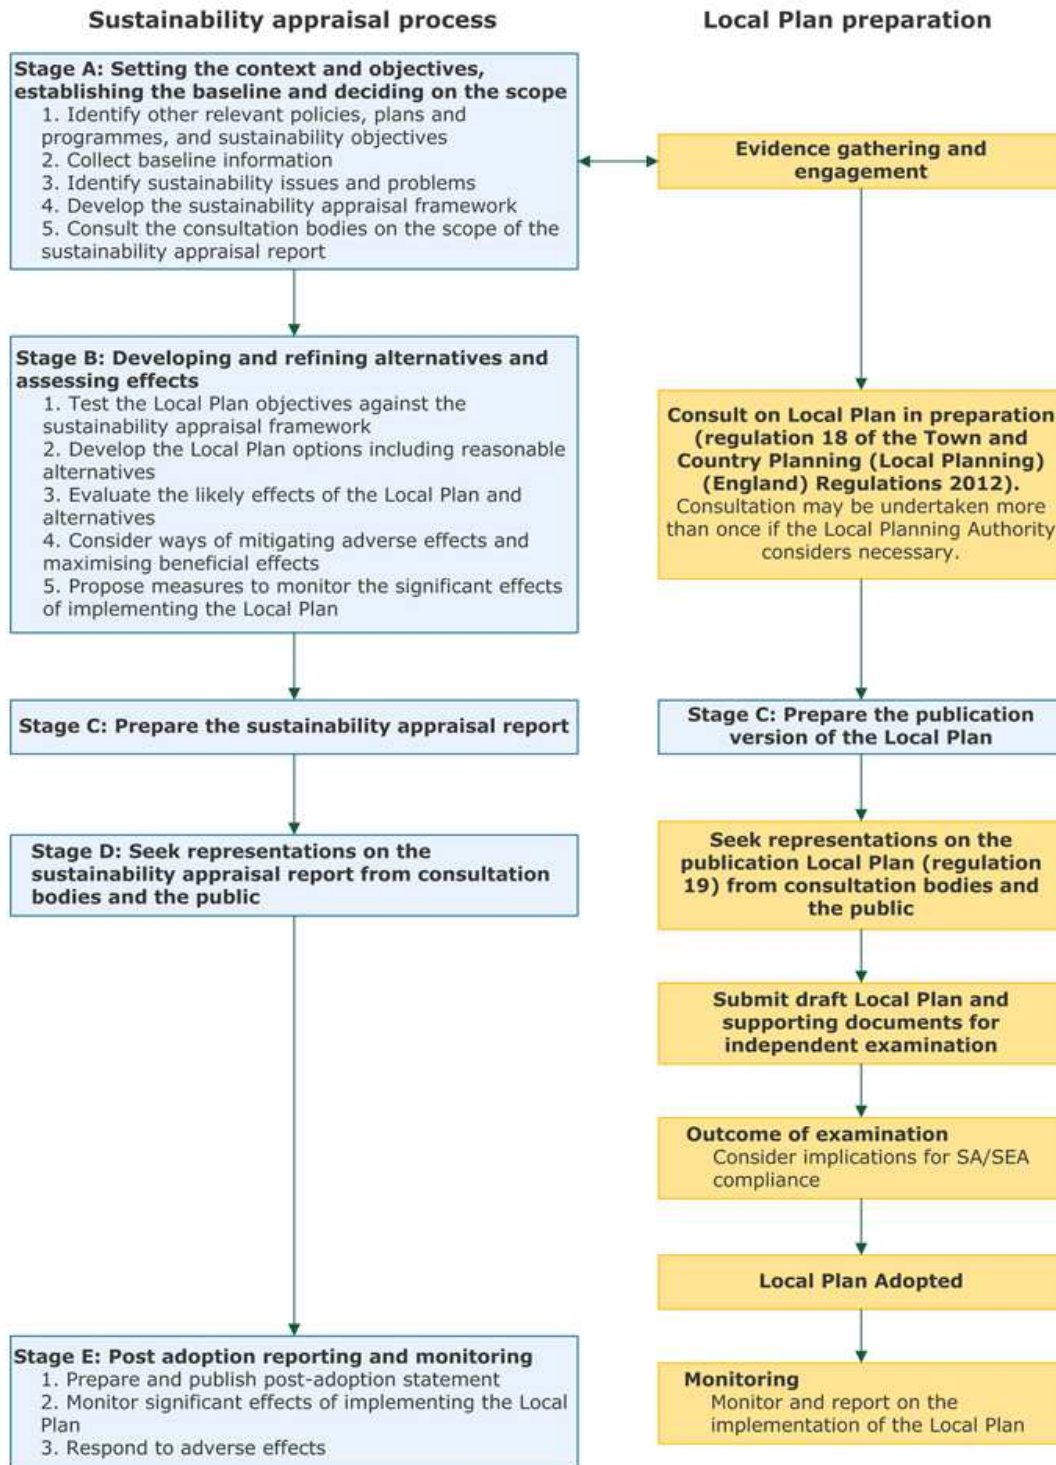 Sustainability appraisal process
Local Plan preparation
Stage A: Setting the context and objectives,
establishing the baseline and deciding on the scope
1. Identify other relevant policies, plans and
programmes, and sustainability objectives
2. Collect baseline information
3. Identify sustainability issues and problems
4. Develop the sustainability appraisal framework
5. Consult the consultation bodies on the scope of the
sustainability appraisal report
Evidence gathering and
engagement
Stage B: Developing and refining alternatives and
assessing effects
1. Test the Local Plan objectives against the
sustainability appraisal framework
2. Develop the Local Plan options including reasonable
alternatives
3. Evaluate the likely effects of the Local Plan and
alternatives
4. Consider ways of mitigating adverse effects and
maximising beneficial effects
5. Propose measures to monitor the significant effects
of implementing the Local Plan
Consult on Local Plan in preparation
(regulation 18 of the Town and
Country Planning (Local Planning)
(England) Regulations 2012).
Consultation may be undertaken more
than once if the Local Planning Authority
considers necessary.
Stage C: Prepare the sustainability appraisal report
Stage C: Prepare the publication
version of the Local Plan
Stage D: Seek representations on the
sustainability appraisal report from consultation
bodies and the public
Seek representations on the
publication Local Plan (regulation
19) from consultation bodies and
the public
Submit draft Local Plan and
supporting documents for
independent examination
Outcome of examination
Consider implications for SA/SEA
compliance
Local Plan Adopted
Stage E: Post adoption reporting and monitoring
1. Prepare and publish post-adoption statement
2. Monitor significant effects of implementing the Local
Plan
3. Respond to adverse effects
Monitoring
Monitor and report on the
implementation of the Local Plan